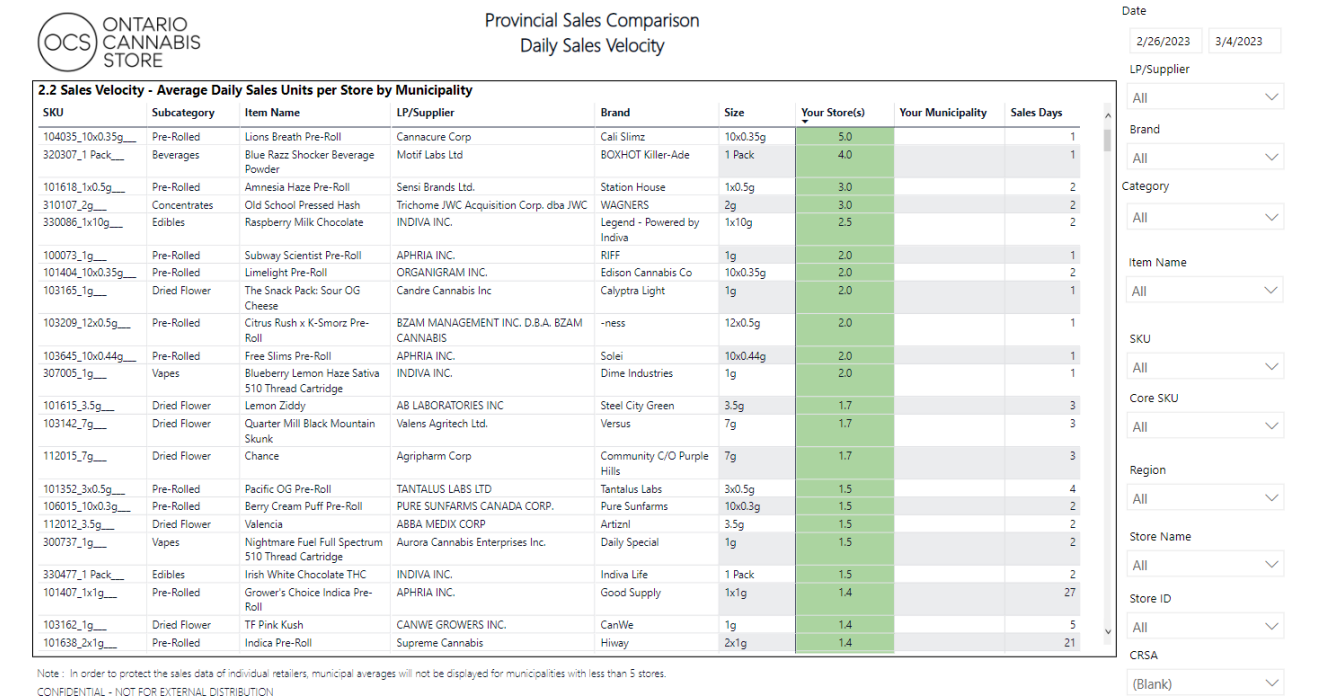 OCS ONTARIO CANNABIS STORE
Provincial Sales Comparison
Daily Sales Velocity
Date
2/26/2023 3/4/2023
LP/Supplier
All
Brand
All
Category
All
Item Name
All
SKU
All
Core SKU
All
Region
All
Store Name
All
Store ID
All
CRSA
(Blank)
2.2 Sales Velocity - Average Daily Sales Units per Store by Municipality
SKU Subcategory Item Name LP/Supplier Brand Size Your Store(s) Your Municipality Sales Days
104035_10x0.35g___ Pre-Rolled Lions Breath Pre-Roll Cannacure Corp Cali Slimz 10x0.35g 5.0 1
320307_1 Pack___ Beverages Blue Razz Shocker Beverage Powder Motif Labs Ltd BOXHOT Killer-Ade 1 Pack 4.0 1
101618_1x0.5g___ Pre-Rolled Amnesia Haze Pre-Roll Sensi Brands Ltd. Station House 1x0.5g 3.0 2
310107_2g___ Concentrates Old School Pressed Hash Trichome JWC Acquisition Corp. dba JWC WAGNERS 2g 3.0 2
330086_1x10g___ Edibles Raspberry Milk Chocolate INDIVA INC. Legend - Powered by Indiva 1x10g 2.5 2
100073_1g___ Pre-Rolled Subway Scientist Pre-Roll APHRIA INC. RIFF 1g 2.0 1
101404_10x0.35g___ Pre-Rolled Limelight Pre-Roll ORGANIGRAM INC. Edison Cannabis Co 10x0.35g 2.0 2
103165_1g___ Dried Flower The Snack Pack: Sour OG Cheese Candre Cannabis Inc Calyptra Light 1g 2.0 1
103209_12x0.5g___ Pre-Rolled Citrus Rush x K-Smorz Pre-Roll BZAM MANAGEMENT INC. D.B.A. BZAM CANNABIS -ness 12x0.5g 2.0 1
103645_10x0.44g___ Pre-Rolled Free Slims Pre-Roll APHRIA INC. Solei 10x0.44g 2.0 1
307005_1g___ Vapes Blueberry Lemon Haze Sativa 510 Thread Cartridge INDIVA INC. Dime Industries 1g 2.0 1
101615_3.5g___ Dried Flower Lemon Ziddy AB LABORATORIES INC Steel City Green 3.5g 1.7 3
103142_7g___ Dried Flower Quarter Mill Black Mountain Skunk Valens Agritech Ltd. Versus 7g 1.7 3
112015_7g___ Dried Flower Chance Agripharm Corp Community C/O Purple Hills 7g 1.7 3
101352_3x0.5g___ Pre-Rolled Pacific OG Pre-Roll TANTALUS LABS LTD Tantalus Labs 3x0.5g 1.5 4
106015_10x0.3g___ Pre-Rolled Berry Cream Puff Pre-Roll PURE SUNFARMS CANADA CORP. Pure Sunfarms 10x0.3g 1.5 2
112012_3.5g___ Dried Flower Valencia ABBA MEDIX CORP Artiznl 3.5g 1.5 2
300737_1g___ Vapes Nightmare Fuel Full Spectrum 510 Thread Cartridge Aurora Cannabis Enterprises Inc. Daily Special 1g 1.5 2
330477_1 Pack___ Edibles Irish White Chocolate THC INDIVA INC. Indiva Life 1 Pack 1.5 2
101407_1x1g___ Pre-Rolled Grower's Choice Indica Pre-Roll APHRIA INC. Good Supply 1x1g 1.4 27
103162_1g___ Dried Flower TF Pink Kush CANWE GROWERS INC. CanWe 1g 1.4 5
101638_2x1g___ Pre-Rolled Indica Pre-Roll Supreme Cannabis Hiway 2x1g 1.4 21
Note : In order to protect the sales data of individual retailers, municipal averages will not be displayed for municipalities with less than 5 stores.
CONFIDENTIAL - NOT FOR EXTERNAL DISTRIBUTION